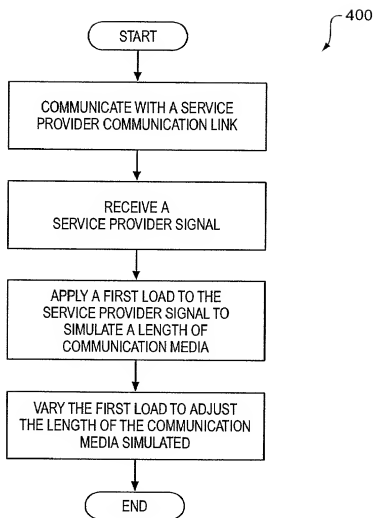 400
START
COMMUNICATE WITH A SERVICE
PROVIDER COMMUNICATION LINK
RECEIVE A
SERVICE PROVIDER SIGNAL
APPLY A FIRST LOAD TO THE
SERVICE PROVIDER SIGNAL TO
SIMULATE A LENGTH OF
COMMUNICATION MEDIA
VARY THE FIRST LOAD TO ADJUST
THE LENGTH OF THE COMMUNICATION
MEDIA SIMULATED
END